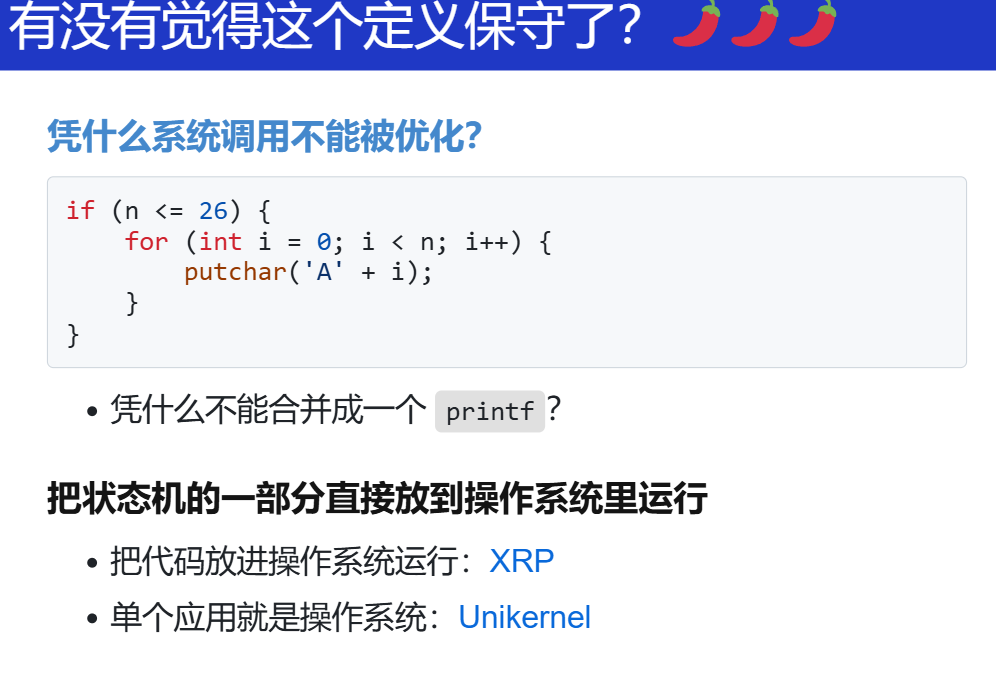 有没有觉得这个定义保守了？🌶️🌶️🌶️
凭什么系统调用不能被优化？
if (n <= 26) {
    for (int i = 0; i < n; i++) {
        putchar('A' + i);
    }
}
• 凭什么不能合并成一个 printf？
把状态机的一部分直接放到操作系统里运行
• 把代码放进操作系统运行：XRP
• 单个应用就是操作系统：Unikernel